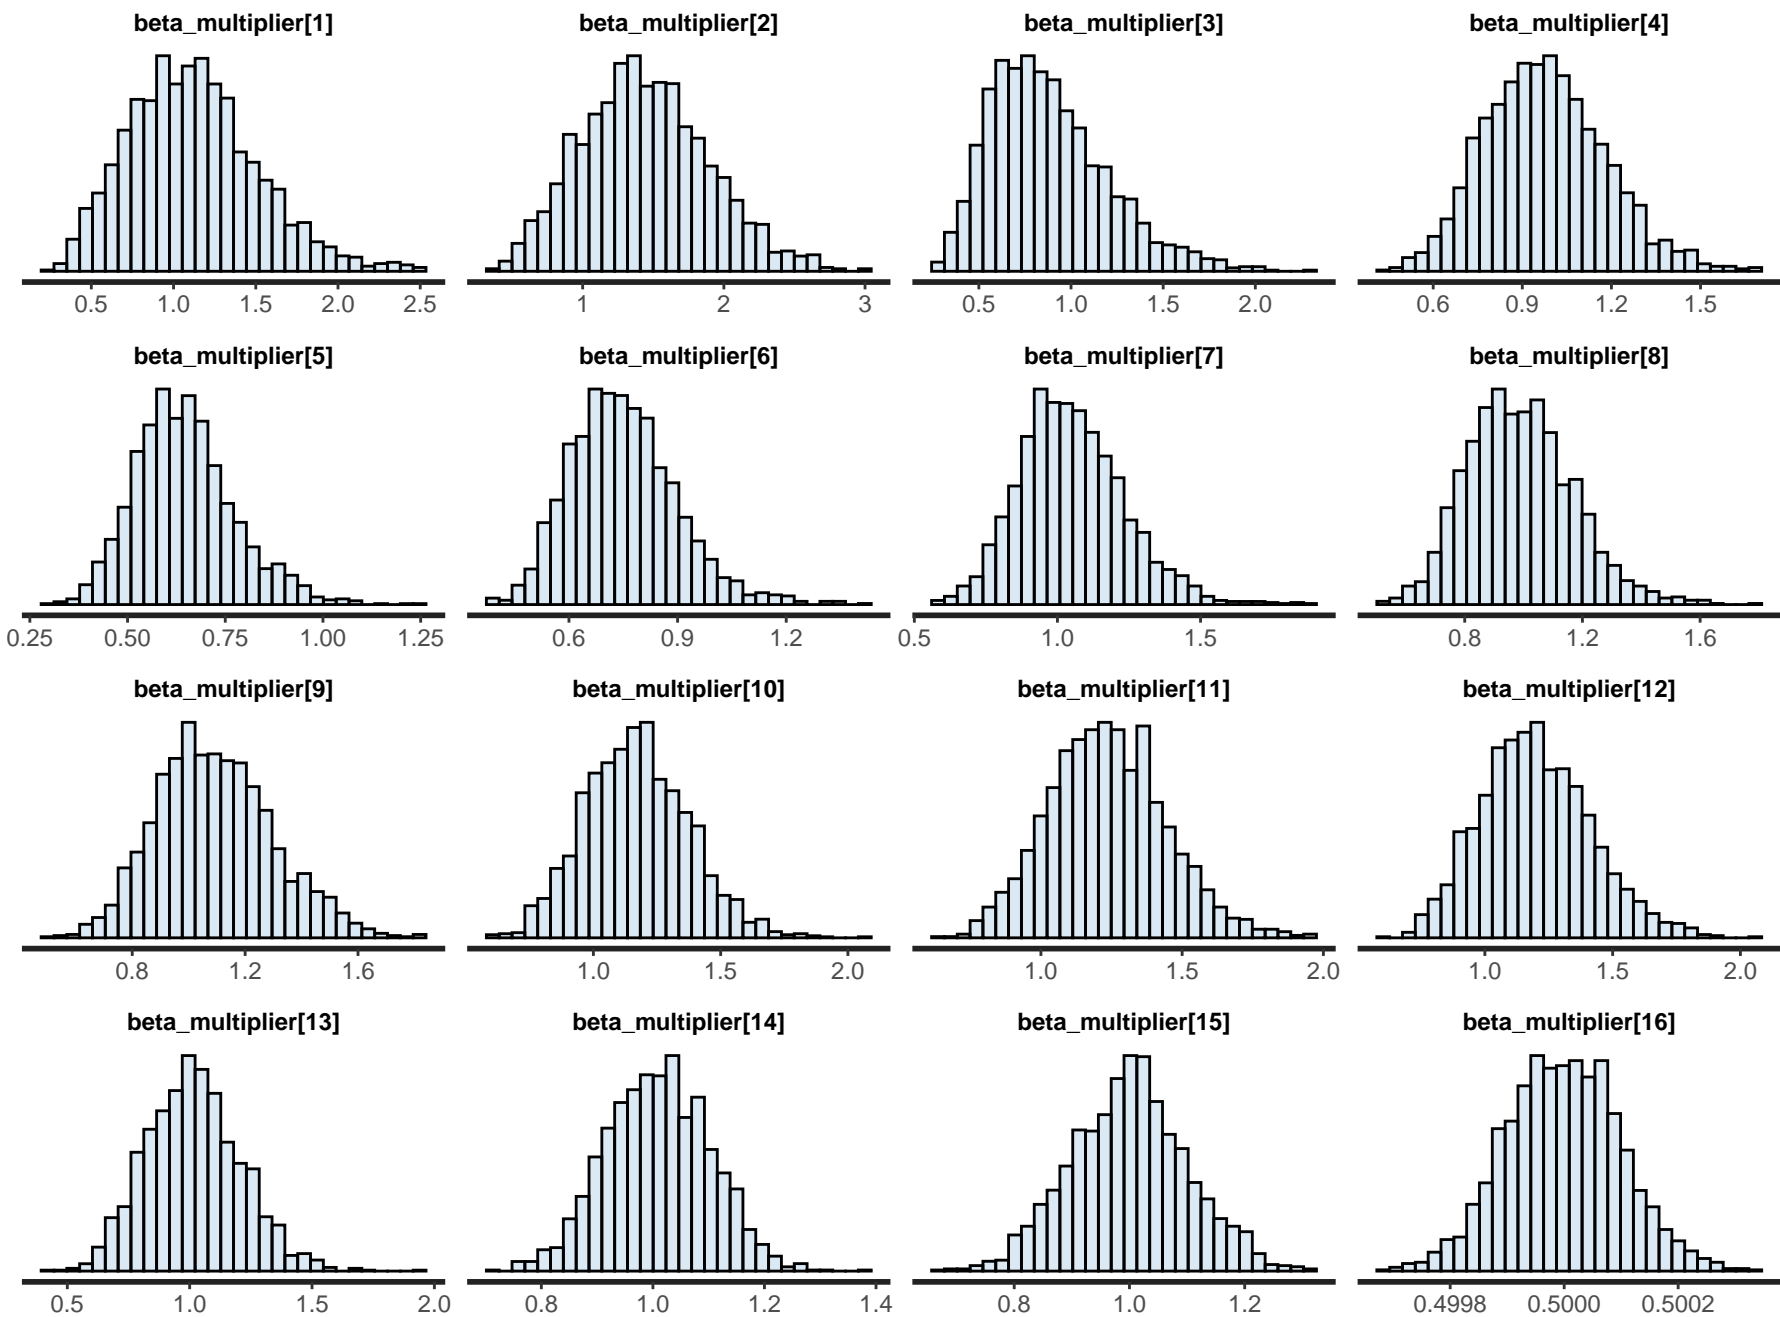 beta_multiplier[1] beta_multiplier[2] beta_multiplier[3] beta_multiplier[4]
0.5 1.0 1.5 2.0 2.5 1 2 3 0.5 1.0 1.5 2.0 0.6 0.9 1.2 1.5
beta_multiplier[5] beta_multiplier[6] beta_multiplier[7] beta_multiplier[8]
0.25 0.50 0.75 1.00 1.25 0.6 0.9 1.2 0.5 1.0 1.5 0.8 1.2 1.6
beta_multiplier[9] beta_multiplier[10] beta_multiplier[11] beta_multiplier[12]
0.8 1.2 1.6 1.0 1.5 2.0 1.0 1.5 2.0 1.0 1.5 2.0
beta_multiplier[13] beta_multiplier[14] beta_multiplier[15] beta_multiplier[16]
0.5 1.0 1.5 2.0 0.8 1.0 1.2 1.4 0.8 1.0 1.2 0.4998 0.5000 0.5002